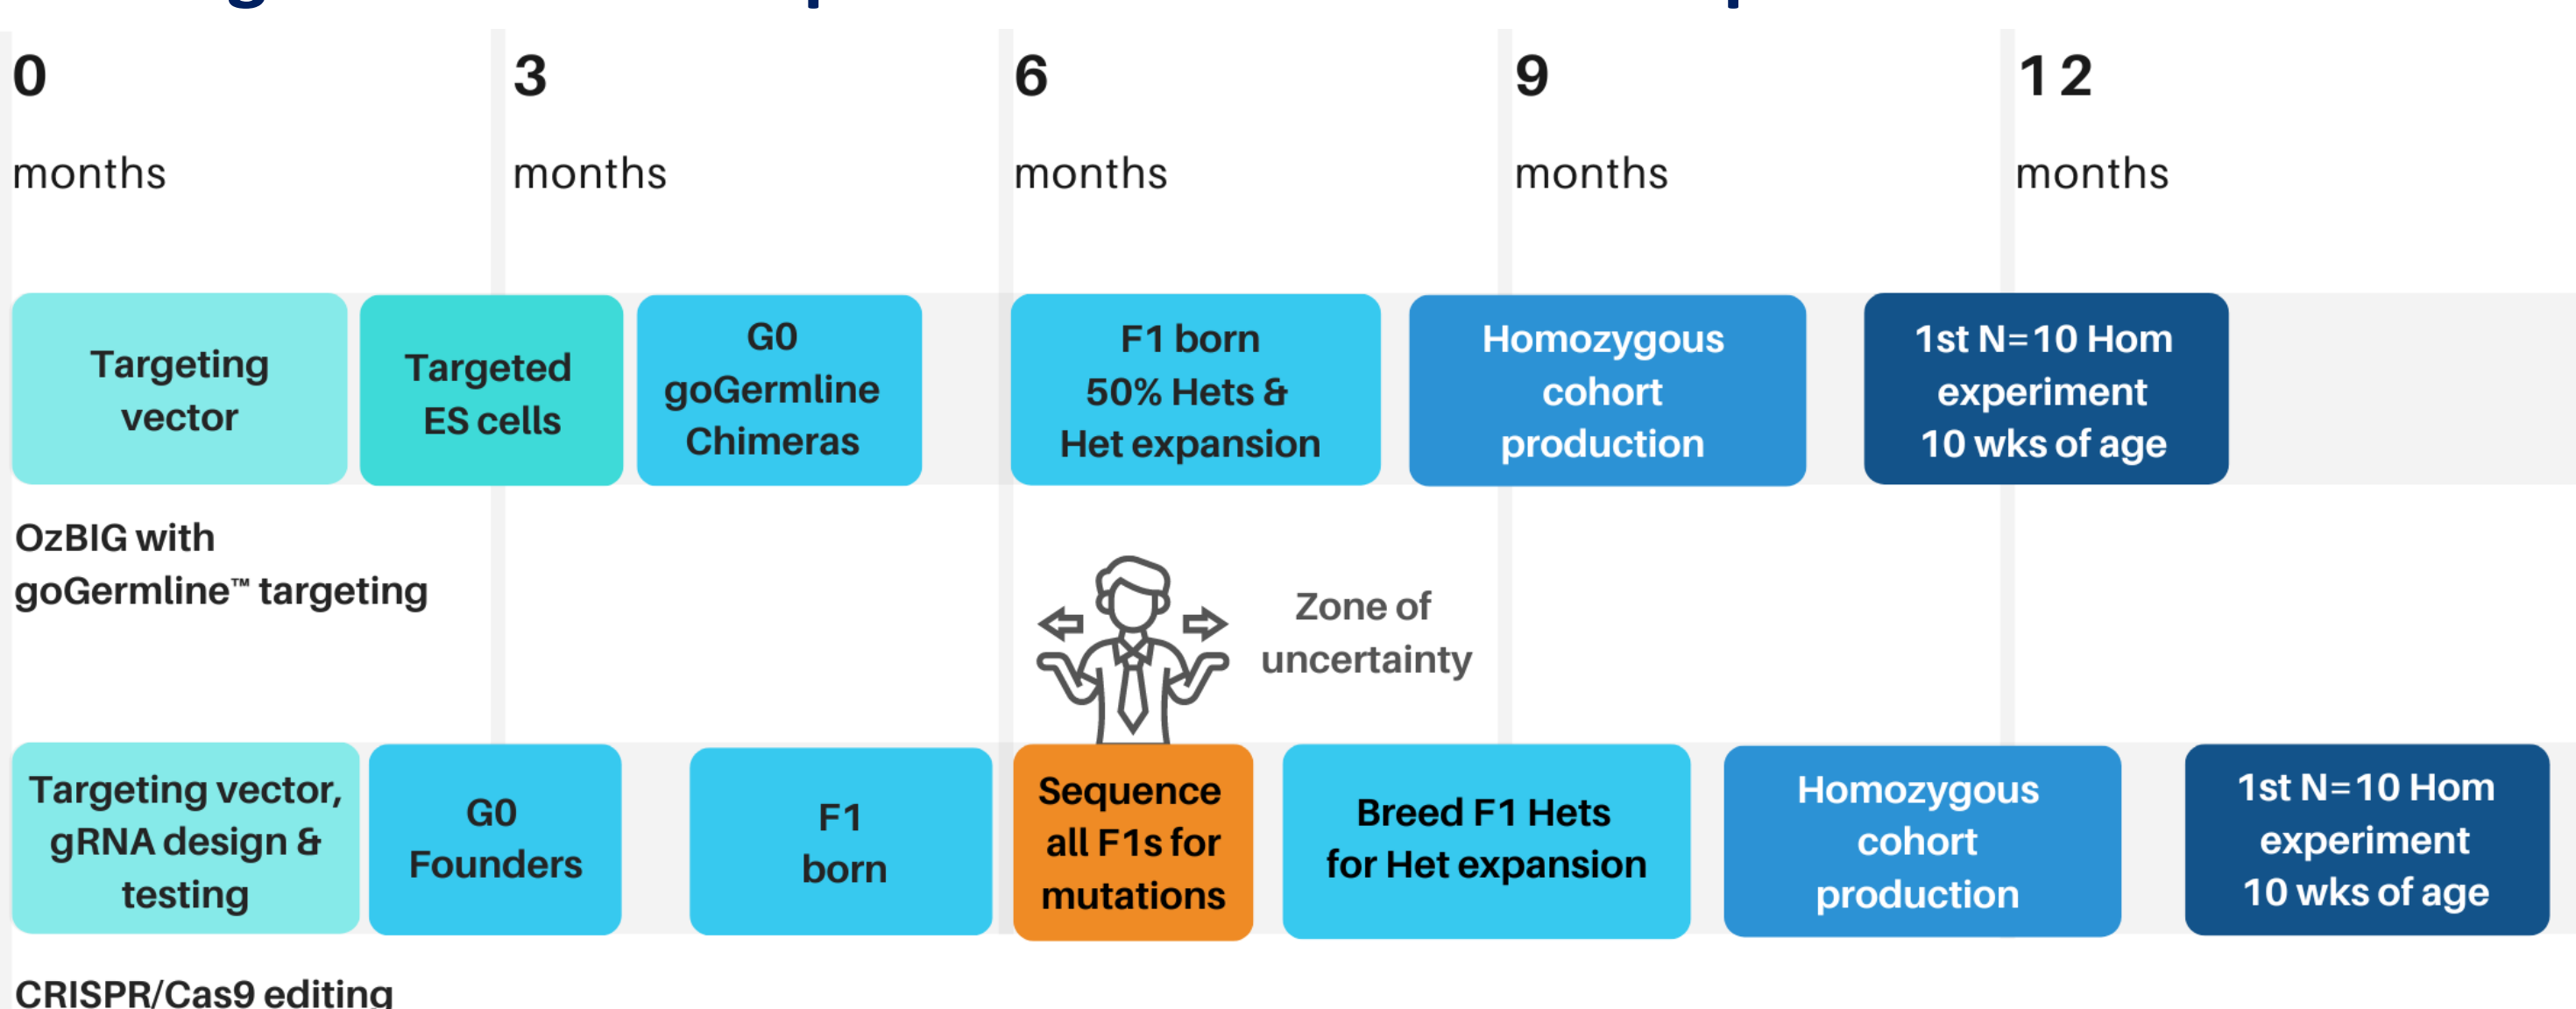 0
3
6
9
12
months
months
months
months
months
Targeting
vector
Targeted
ES cells
G0
goGermline
Chimeras
F1 born
50% Hets &
Het expansion
Homozygous
cohort
production
1st N=10 Hom
experiment
10 wks of age
OzBIG with
goGermline™ targeting
Zone of
uncertainty
Targeting vector,
gRNA design &
testing
G0
Founders
F1
born
Sequence
all F1s for
mutations
Breed F1 Hets
for Het expansion
Homozygous
cohort
production
1st N=10 Hom
experiment
10 wks of age
CRISPR/Cas9 editing